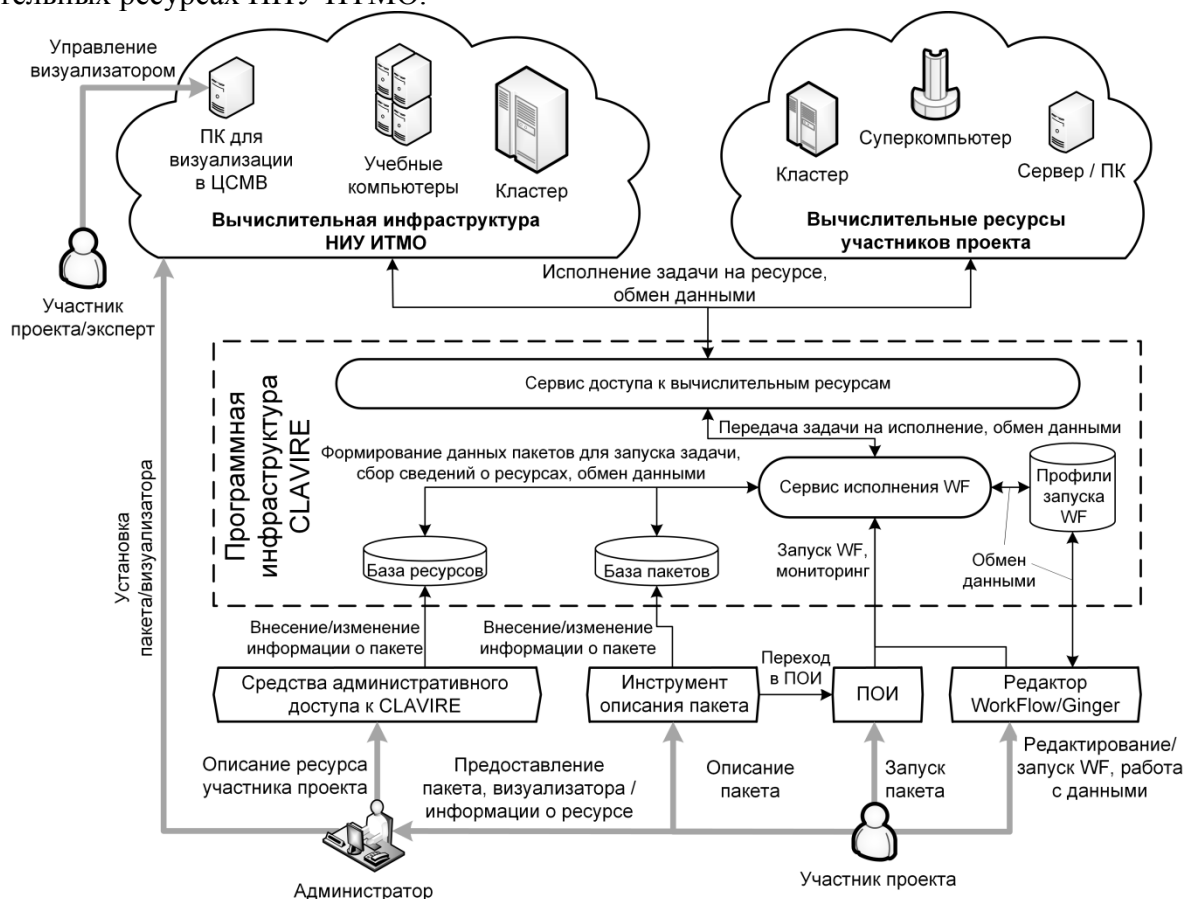 тельных ресурсах НИУ ИТМО.
Управление
визуализатором
ПК для
визуализации
в ЦСМВ
Учебные
компьютеры
Кластер
Вычислительная инфраструктура
НИУ ИТМО
Суперкомпьютер
Кластер
Сервер / ПК
Вычислительные ресурсы
участников проекта
Участник
проекта/эксперт
Исполнение задачи на ресурсе,
обмен данными
Установка
пакета/визуализатора
Программная
инфраструктура
CLAVIRE
Сервис доступа к вычислительным ресурсам
Передача задачи на исполнение, обмен данными
Формирование данных пакетов для запуска задачи,
сбор сведений о ресурсах, обмен данными
Сервис исполнения WF
Профили
запуска
WF
База ресурсов
База пакетов
Запуск WF,
мониторинг
Обмен
данными
Внесение/изменение
информации о пакете
Внесение/изменение
информации о пакете
Переход
в ПОИ
Средства административного
доступа к CLAVIRE
Инструмент
описания пакета
ПОИ
Редактор
WorkFlow/Ginger
Описание ресурса
участника проекта
Предоставление
пакета, визуализатора /
информации о ресурсе
Описание
пакета
Запуск
пакета
Редактирование/
запуск WF, работа
с данными
Администратор
Участник проекта